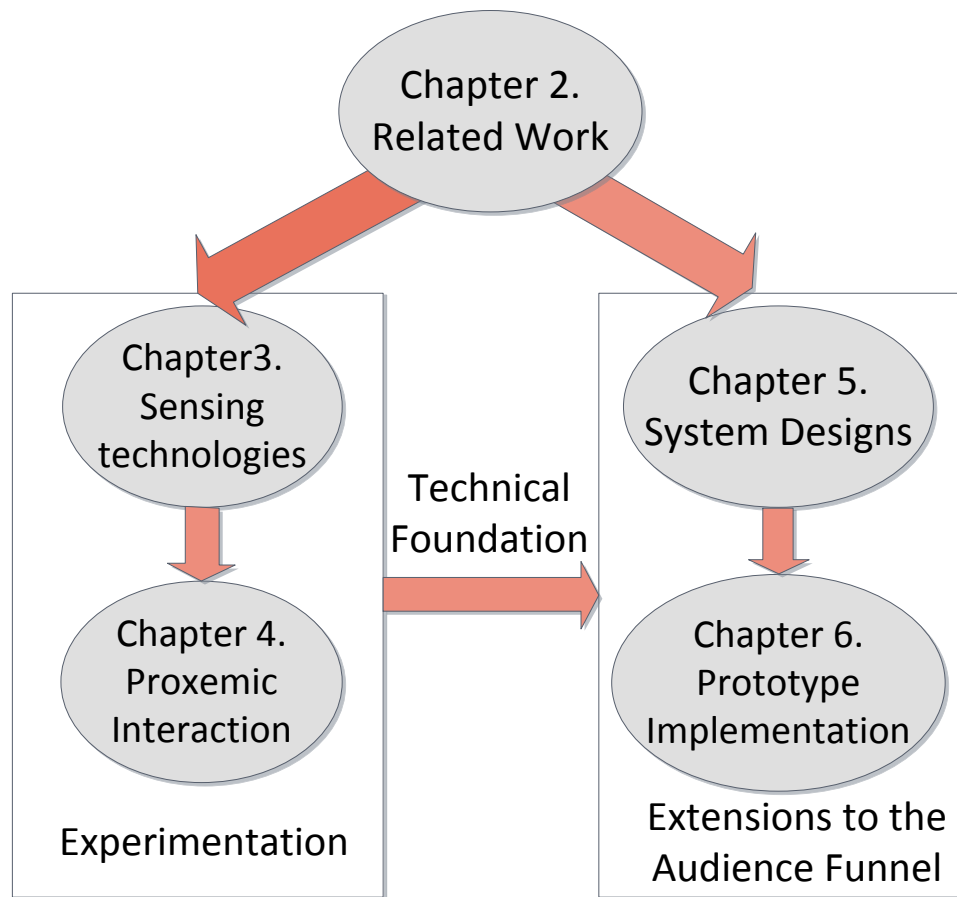 Chapter 2.
Related Work
Chapter3.
Sensing
technologies
Chapter 4.
Proxemic
Interaction
Experimentation
Technical
Foundation
Chapter 5.
System Designs
Chapter 6.
Prototype
Implementation
Extensions to the
Audience Funnel